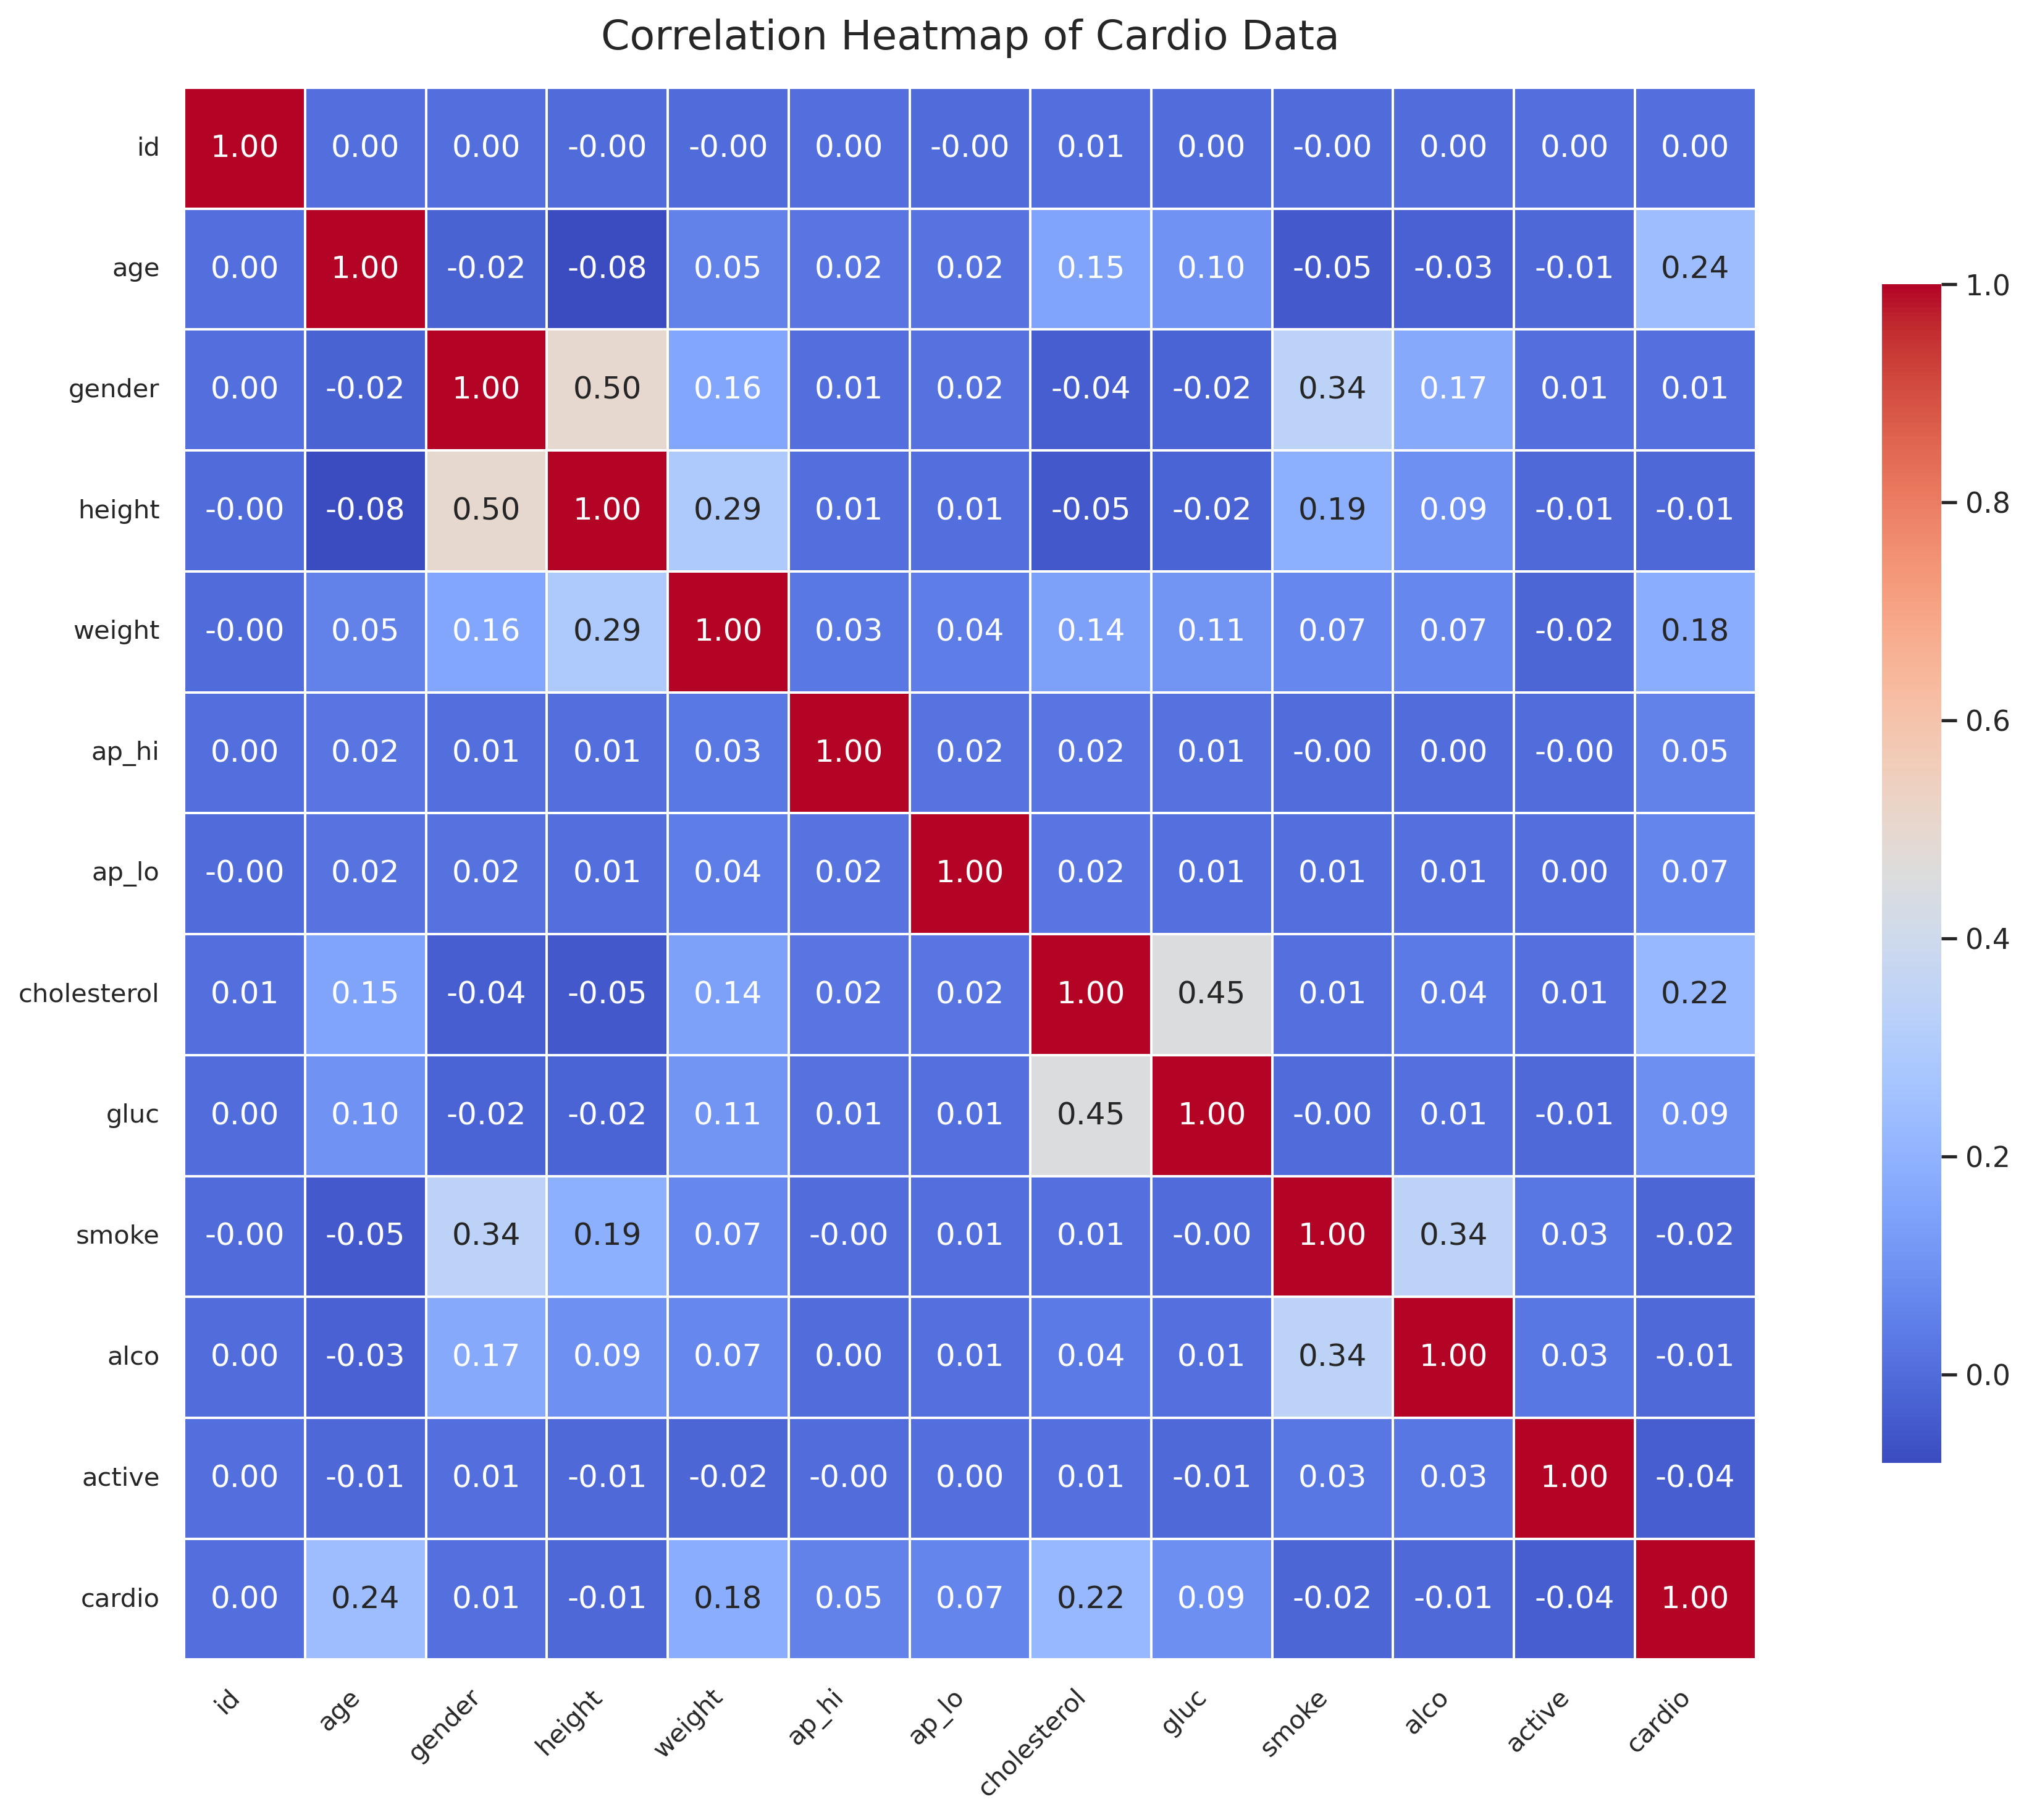 Correlation Heatmap of Cardio Data
id 1.00 0.00 0.00 -0.00 -0.00 0.00 -0.00 0.01 0.00 -0.00 0.00 0.00 0.00
age 0.00 1.00 -0.02 -0.08 0.05 0.02 0.02 0.15 0.10 -0.05 -0.03 -0.01 0.24
gender 0.00 -0.02 1.00 0.50 0.16 0.01 0.02 -0.04 -0.02 0.34 0.17 0.01 0.01
height -0.00 -0.08 0.50 1.00 0.29 0.01 0.01 -0.05 -0.02 0.19 0.09 -0.01 -0.01
weight -0.00 0.05 0.16 0.29 1.00 0.03 0.04 0.14 0.11 0.07 0.07 -0.02 0.18
ap_hi 0.00 0.02 0.01 0.01 0.03 1.00 0.02 0.02 0.01 -0.00 0.00 -0.00 0.05
ap_lo -0.00 0.02 0.02 0.01 0.04 0.02 1.00 0.02 0.01 0.01 0.01 0.00 0.07
cholesterol 0.01 0.15 -0.04 -0.05 0.14 0.02 0.02 1.00 0.45 0.01 0.04 0.01 0.22
gluc 0.00 0.10 -0.02 -0.02 0.11 0.01 0.01 0.45 1.00 -0.00 0.01 -0.01 0.09
smoke -0.00 -0.05 0.34 0.19 0.07 -0.00 0.01 0.01 -0.00 1.00 0.34 0.03 -0.02
alco 0.00 -0.03 0.17 0.09 0.07 0.00 0.01 0.04 0.01 0.34 1.00 0.03 -0.01
active 0.00 -0.01 0.01 -0.01 -0.02 -0.00 0.00 0.01 -0.01 0.03 0.03 1.00 -0.04
cardio 0.00 0.24 0.01 -0.01 0.18 0.05 0.07 0.22 0.09 -0.02 -0.01 -0.04 1.00
id age gender height weight ap_hi ap_lo cholesterol gluc smoke alco active cardio
1.0
0.8
0.6
0.4
0.2
0.0